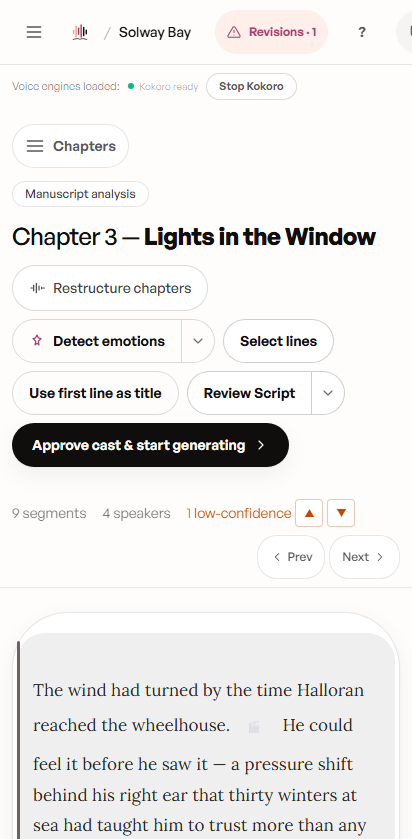 / Solway Bay Revisions · 1 ?
Voice engines loaded: Kokoro ready Stop Kokoro
Chapters
Manuscript analysis
Chapter 3 — Lights in the Window
Restructure chapters
Detect emotions Select lines
Use first line as title Review Script
Approve cast & start generating
9 segments 4 speakers 1 low-confidence
Prev Next
The wind had turned by the time Halloran
reached the wheelhouse. He could
feel it before he saw it — a pressure shift
behind his right ear that thirty winters at
sea had taught him to trust more than any